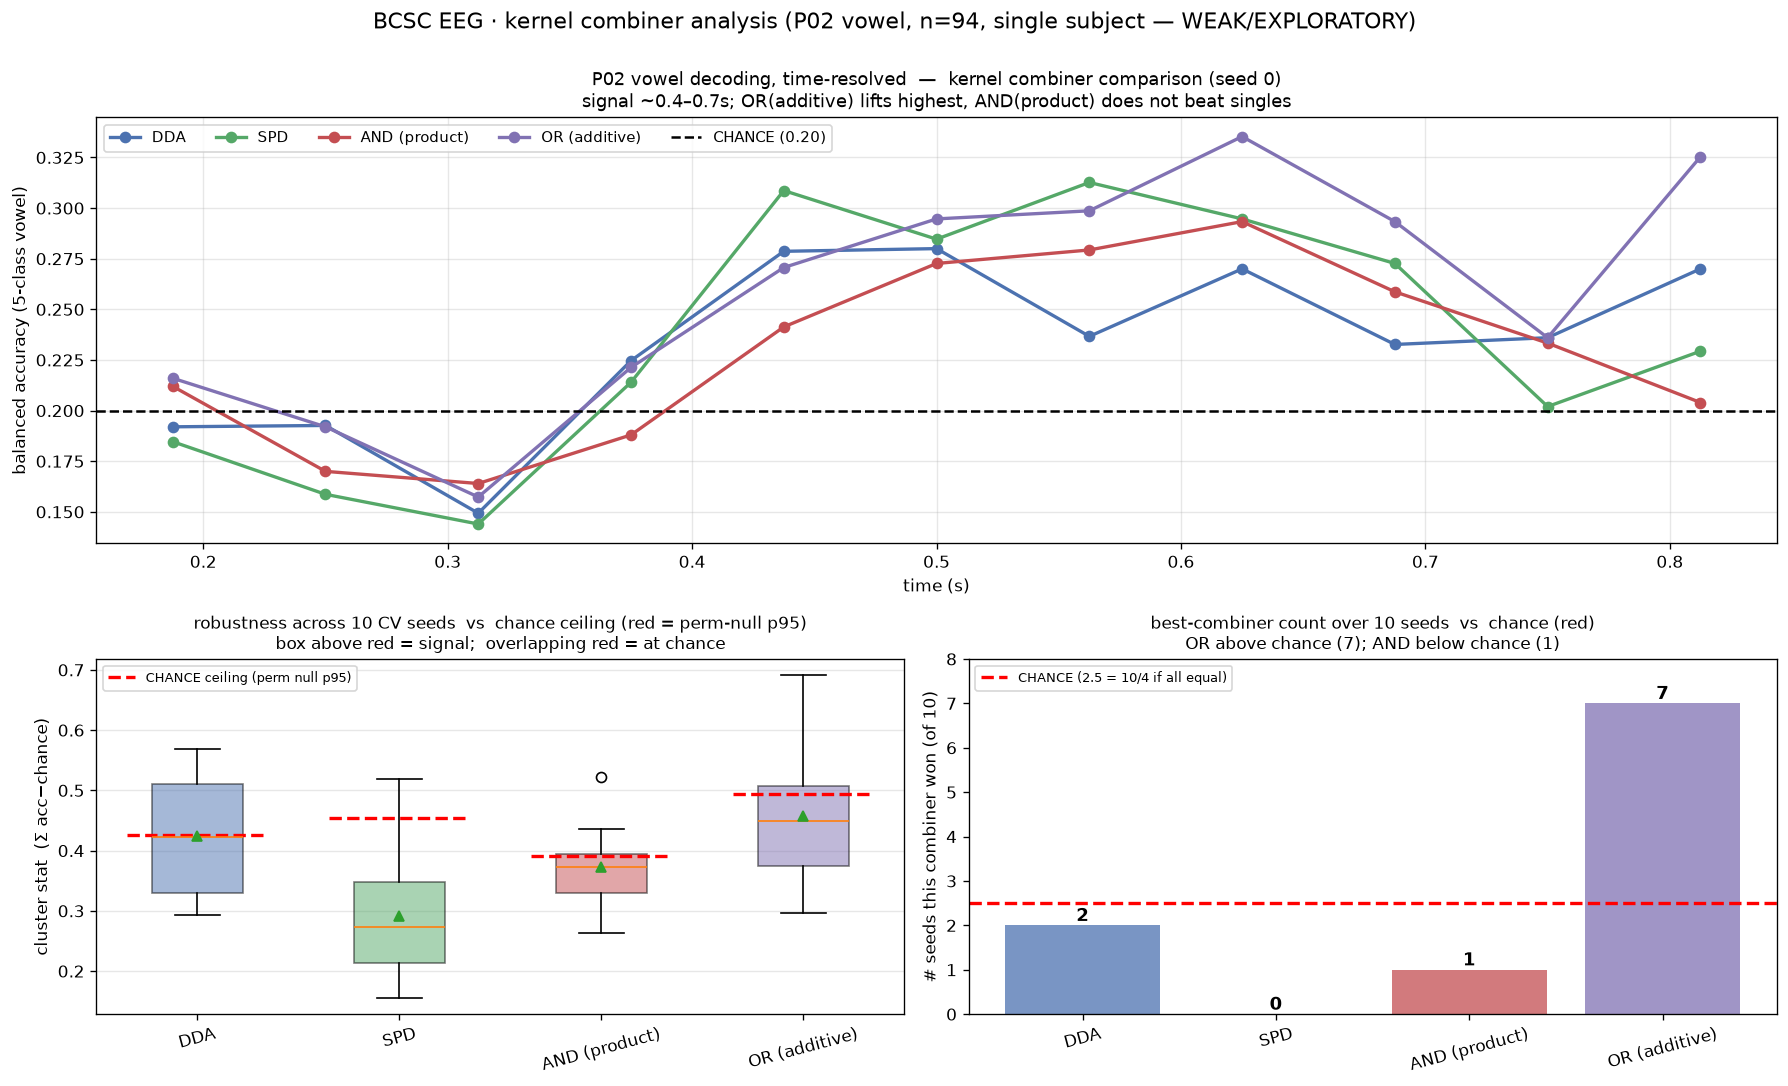 BCSC EEG · kernel combiner analysis (P02 vowel, n=94, single subject — WEAK/EXPLORATORY)
P02 vowel decoding, time-resolved — kernel combiner comparison (seed 0)
signal ~0.4–0.7s; OR(additive) lifts highest, AND(product) does not beat singles
DDA SPD AND (product) OR (additive) CHANCE (0.20)
balanced accuracy (5-class vowel)
0.325
0.300
0.275
0.250
0.225
0.200
0.175
0.150
0.2 0.3 0.4 0.5 0.6 0.7 0.8
time (s)
robustness across 10 CV seeds vs chance ceiling (red = perm-null p95)
box above red = signal; overlapping red = at chance
CHANCE ceiling (perm null p95)
cluster stat (Σ acc−chance)
0.7
0.6
0.5
0.4
0.3
0.2
DDA SPD AND (product) OR (additive)
best-combiner count over 10 seeds vs chance (red)
OR above chance (7); AND below chance (1)
CHANCE (2.5 = 10/4 if all equal)
# seeds this combiner won (of 10)
8
7
6
5
4
3
2
1
0
2 0 1 7
DDA SPD AND (product) OR (additive)